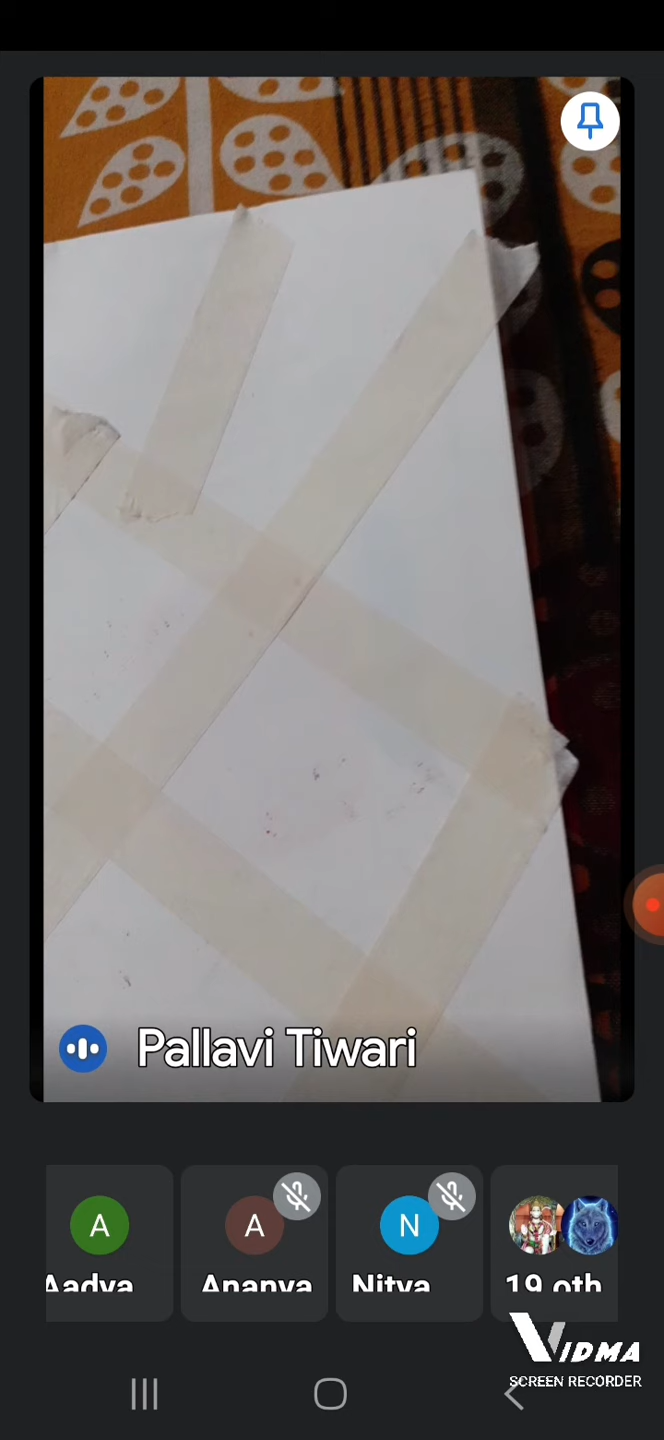 Pallavi Tiwari
A
A
N
Aadya
Ananya
Nitya
19 oth
VIDMA
SCREEN RECORDER